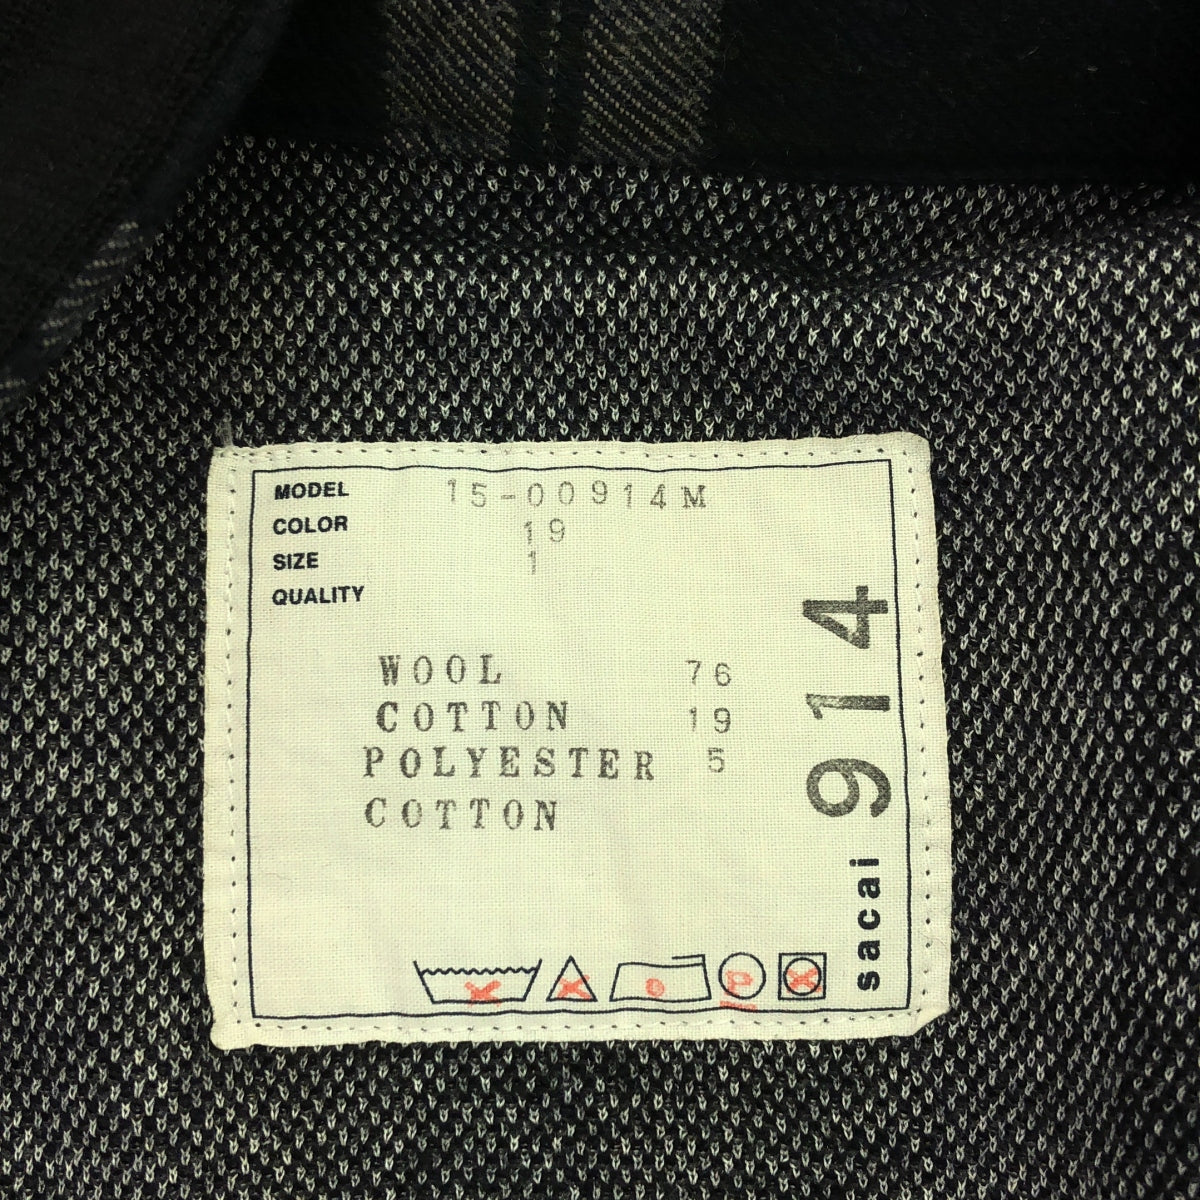 MODEL 15-00914M
COLOR 19
SIZE 1
QUALITY
WOOL 76
COTTON 19
POLYESTER 5
COTTON
sacai 914
P